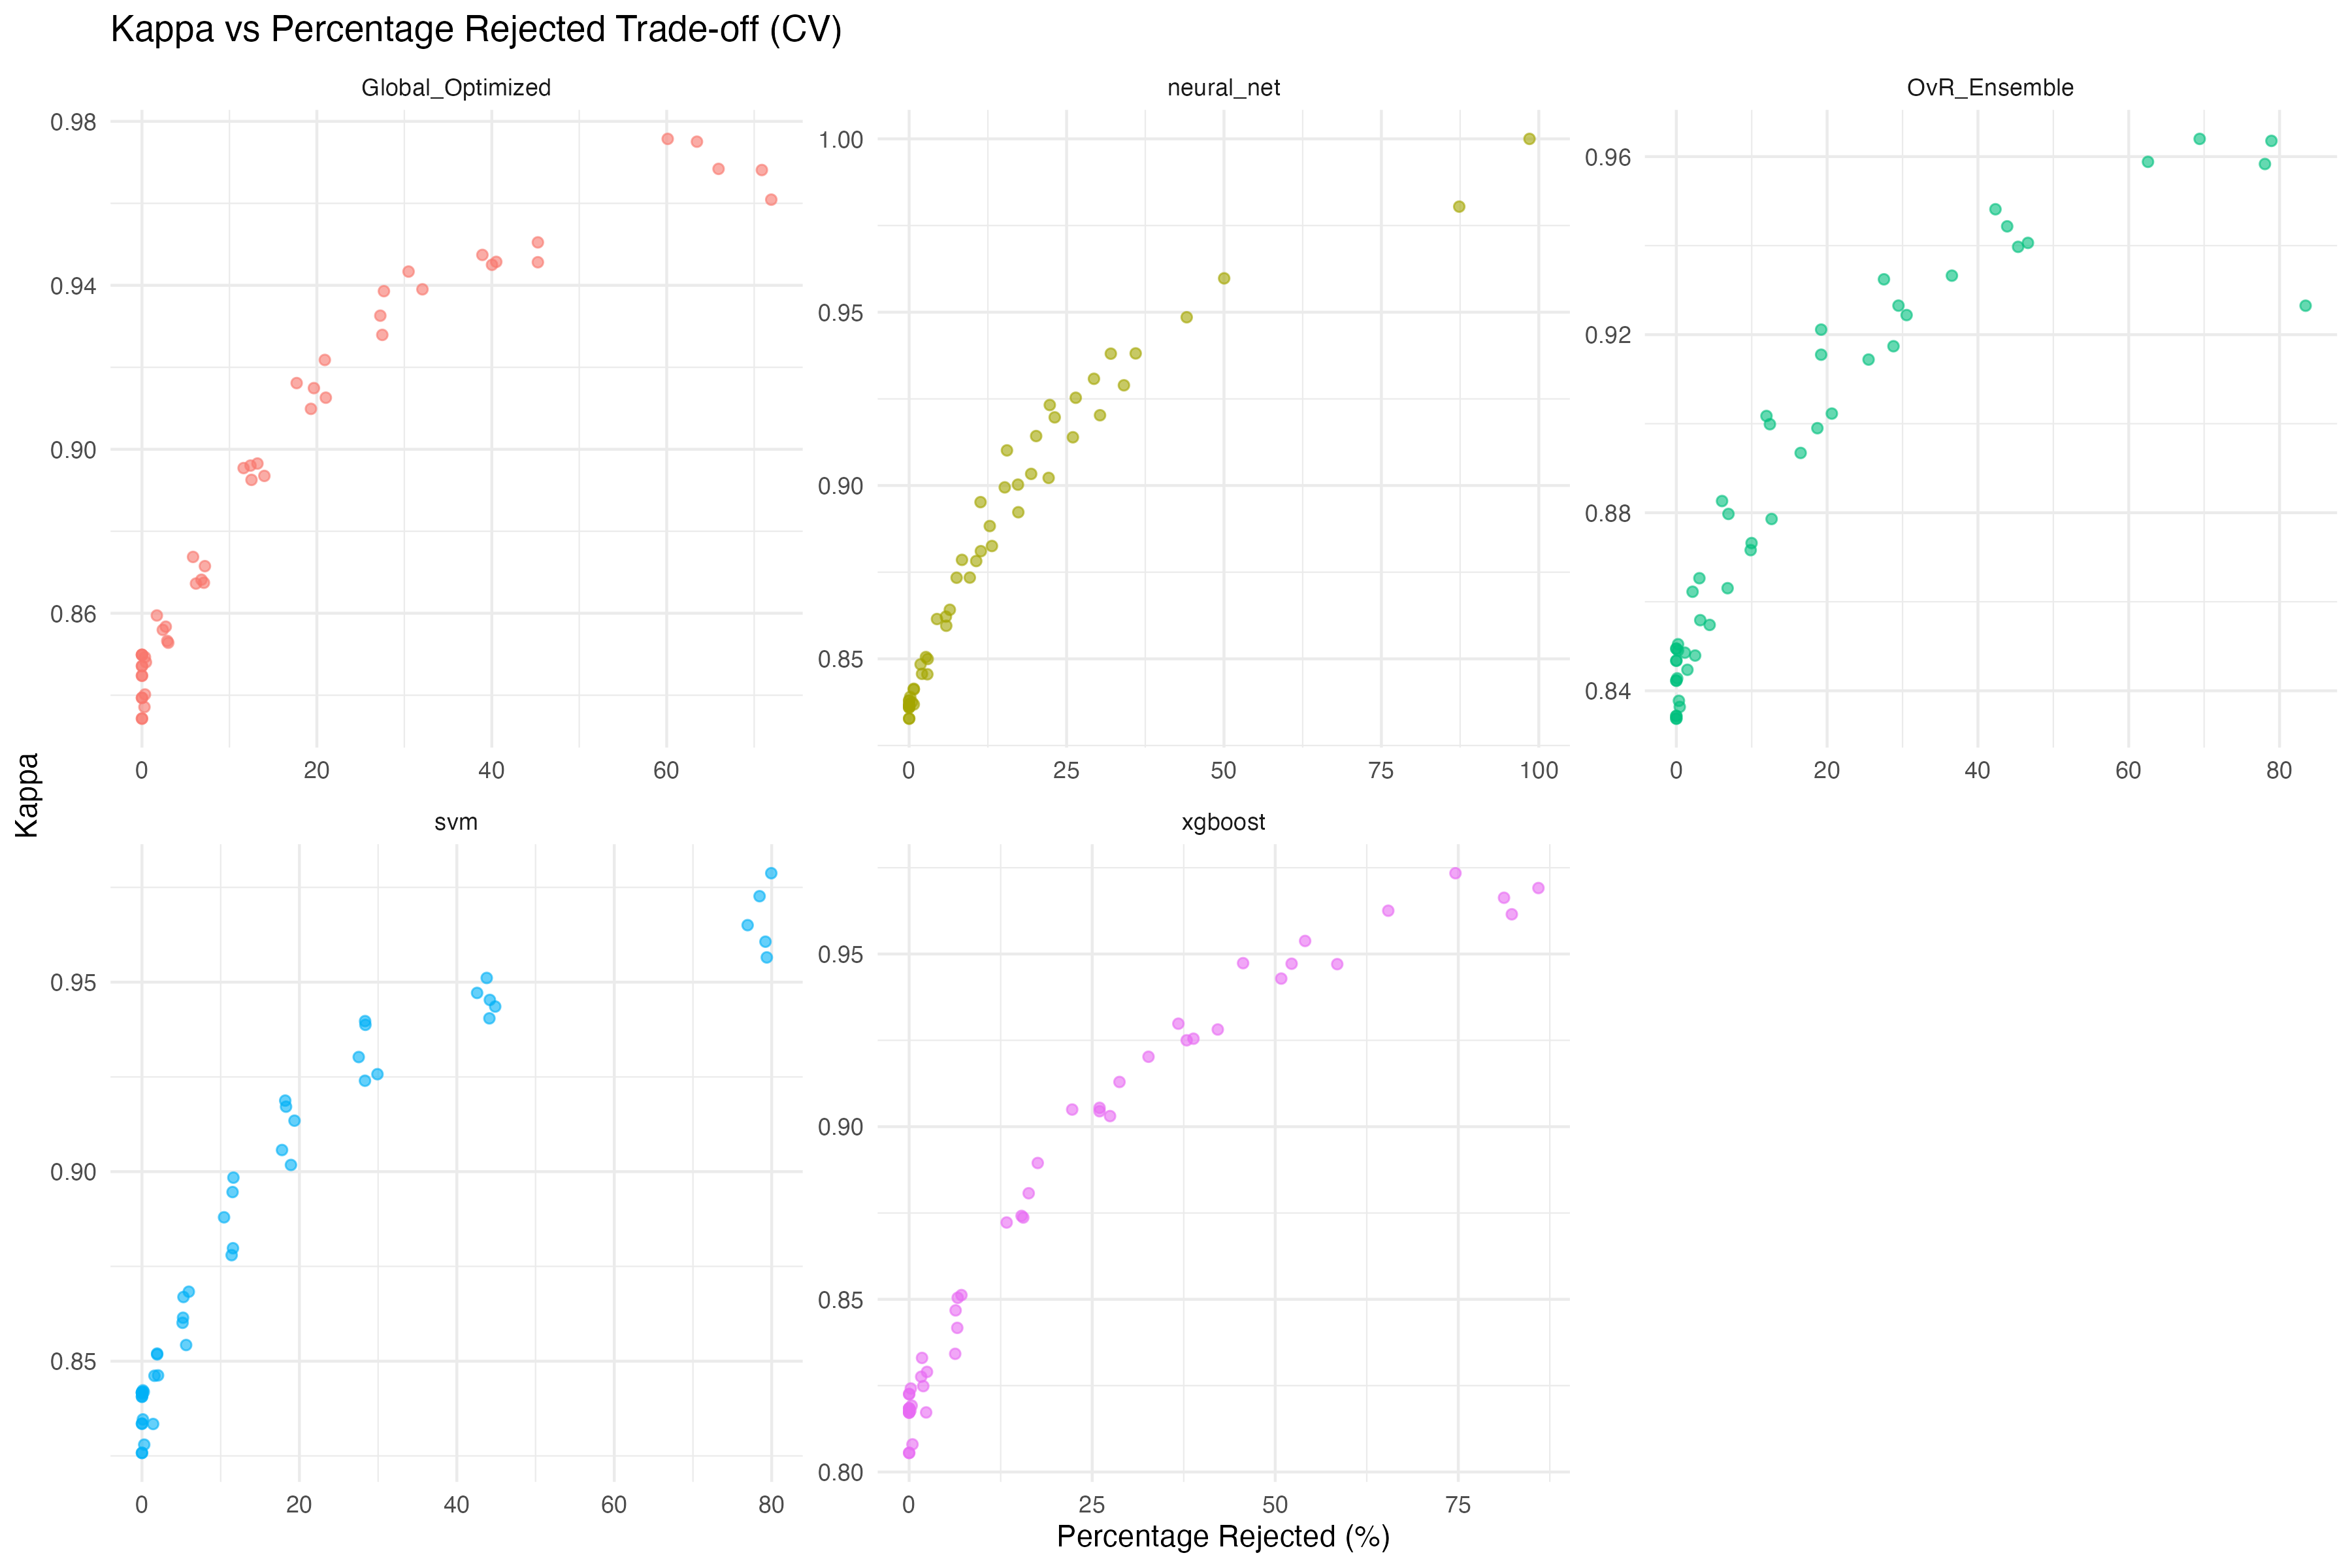 Kappa vs Percentage Rejected Trade-off (CV)
Global_Optimized
neural_net
OvR_Ensemble
0.98
0.94
0.90
0.86
0 20 40 60
1.00
0.95
0.90
0.85
0 25 50 75 100
0.96
0.92
0.88
0.84
0 20 40 60 80
Kappa
svm
xgboost
0.95
0.90
0.85
0 20 40 60 80
0.95
0.90
0.85
0.80
0 25 50 75
Percentage Rejected (%)